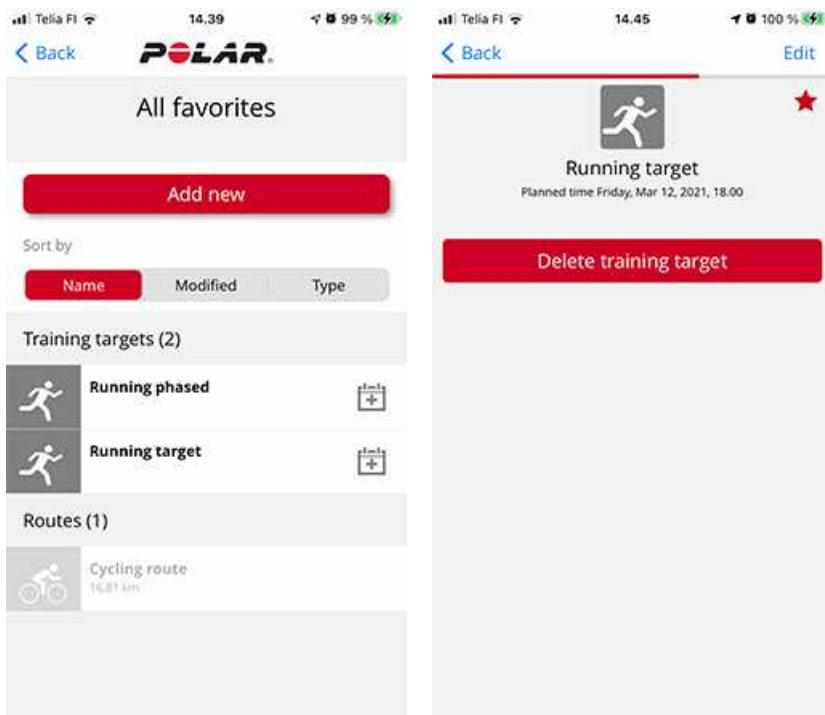 Telia FI 14.39 99 %
Back POLAR.
All favorites
Add new
Sort by
Name Modified Type
Training targets (2)
Running phased
Running target
Routes (1)
Cycling route
16,01 km
Telia FI 14.45 100 %
Back Edit
Running target
Planned time Friday, Mar 12, 2021, 18.00
Delete training target